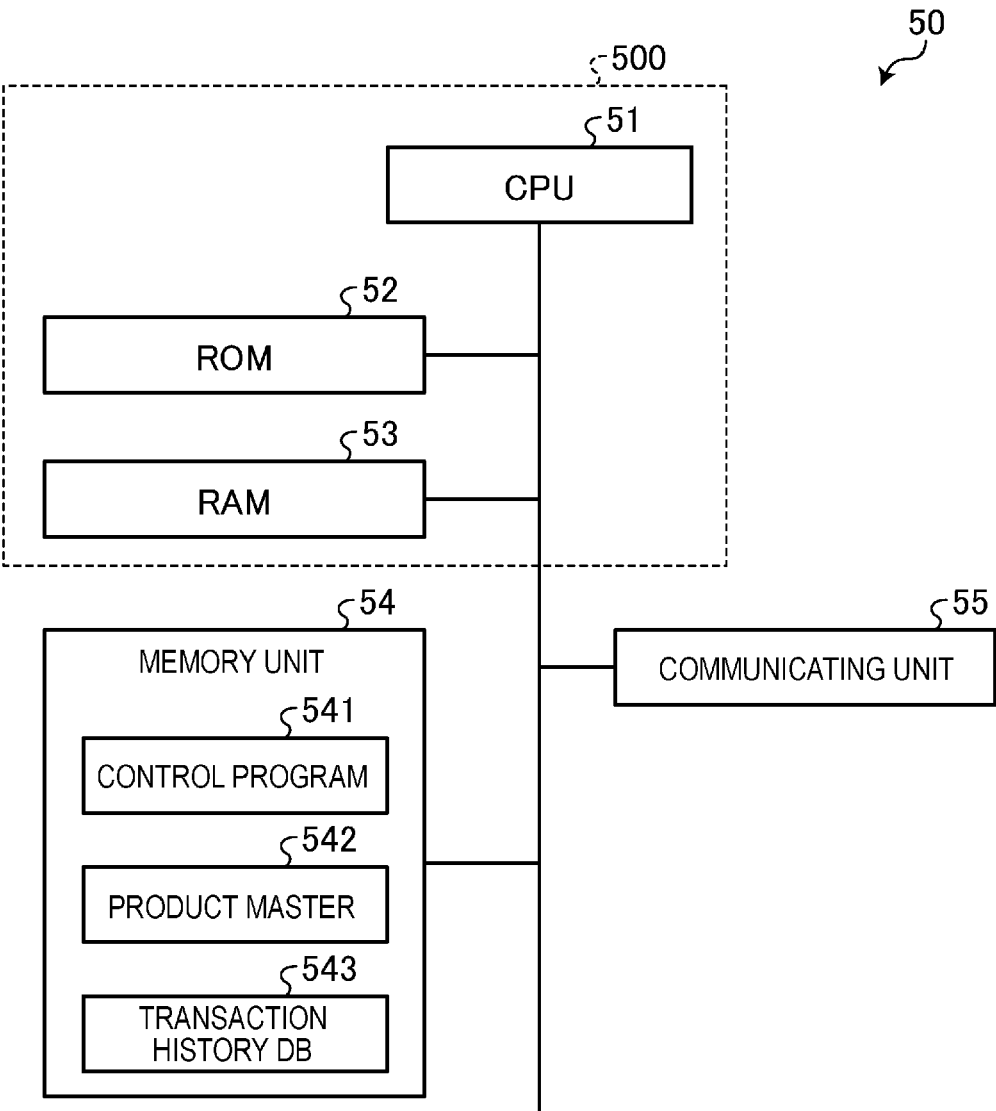 50
500
51
CPU
52
ROM
53
RAM
54
MEMORY UNIT
55
COMMUNICATING UNIT
541
CONTROL PROGRAM
542
PRODUCT MASTER
543
TRANSACTION
HISTORY DB